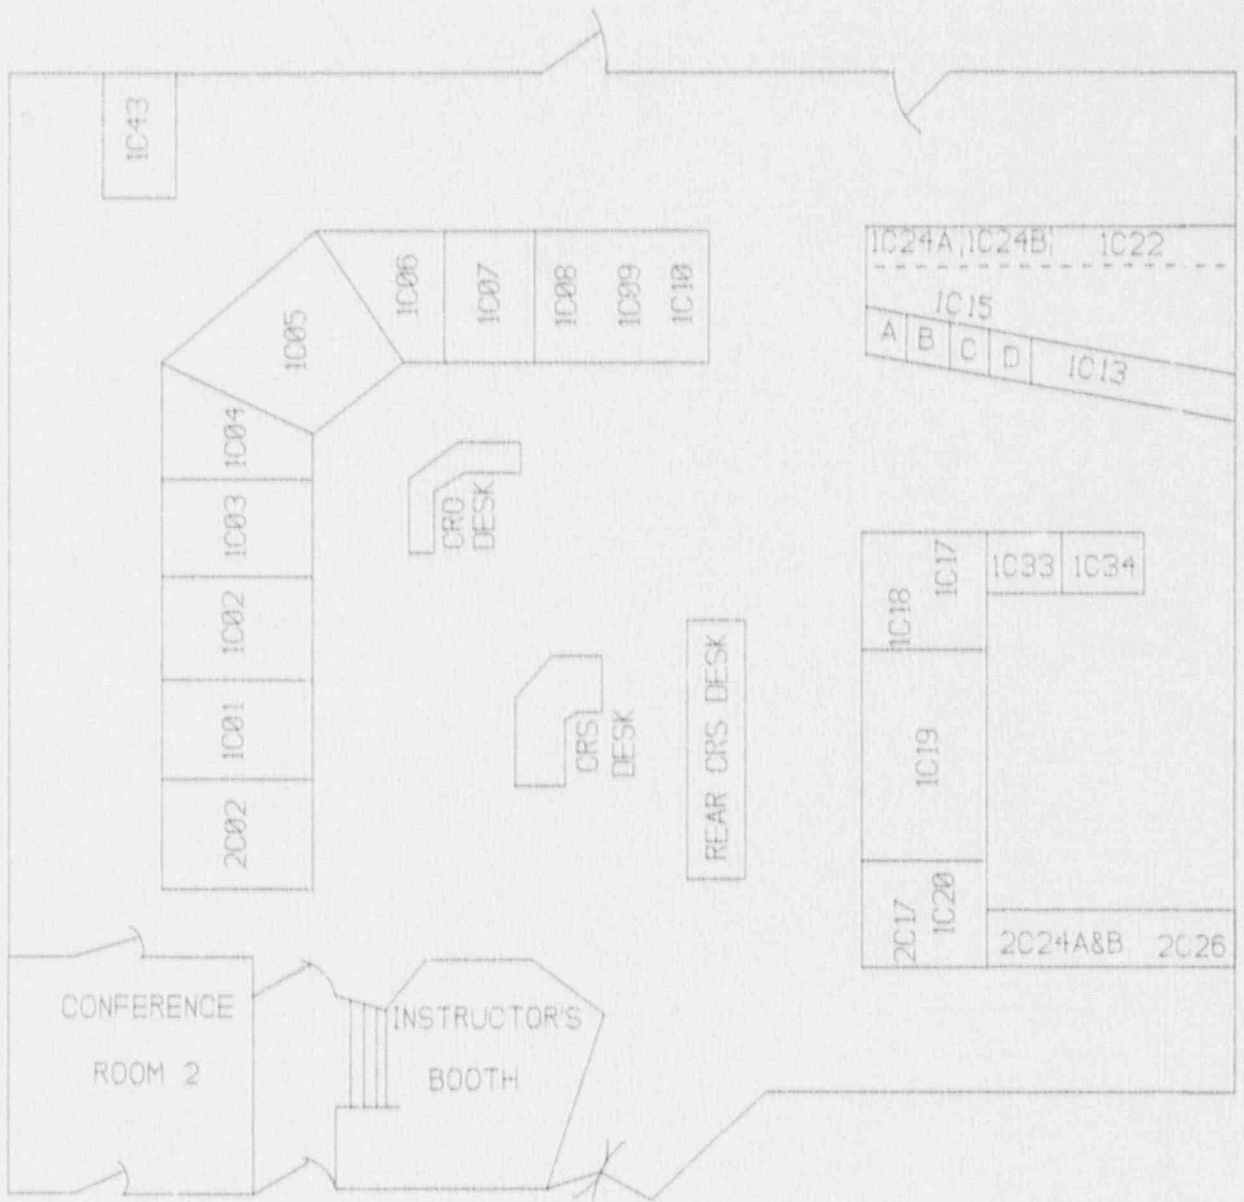 1C43
1C05
1C06
1C07
1C08
1C09
1C10
1C24A
1C24B
1C22
1C15
A
B
C
D
1C13
1C04
1C03
1C02
1C01
2C02
CRO
DESK
CRS
DESK
REAR CRS DESK
1C18
1C17
1C33
1C34
1C19
2C17
1C20
2C24A&B
2C26
CONFERENCE
ROOM 2
INSTRUCTOR'S
BOOTH